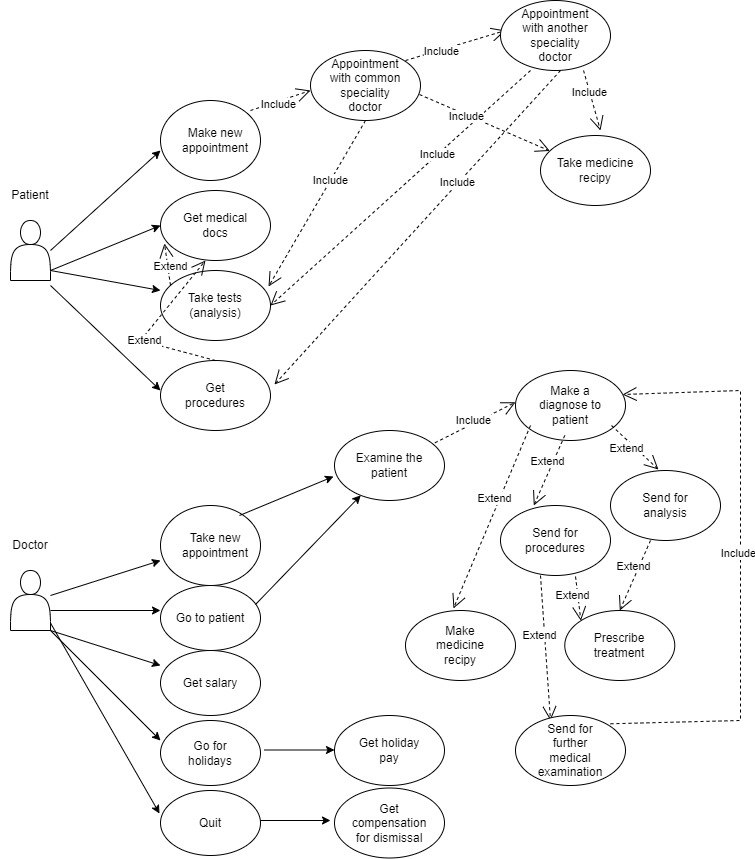 Appointment
with another
speciality
doctor
Include
Appointment
with common
speciality
doctor
Include
Include
Include
Make new
appointment
Include
Include
Take medicine
recipy
Include
Include
Patient
Get medical
docs
Extend
Take tests
(analysis)
Extend
Get
procedures
Make a
diagnose to
patient
Include
Examine the
patient
Extend
Extend
Extend
Send for
analysis
Take new
appointment
Send for
procedures
Doctor
Include
Extend
Extend
Go to patient
Make
medicine
recipy
Extend
Prescribe
treatment
Get salary
Go for
holidays
Get holiday
pay
Send for
further
medical
examination
Quit
Get
compensation
for dismissal